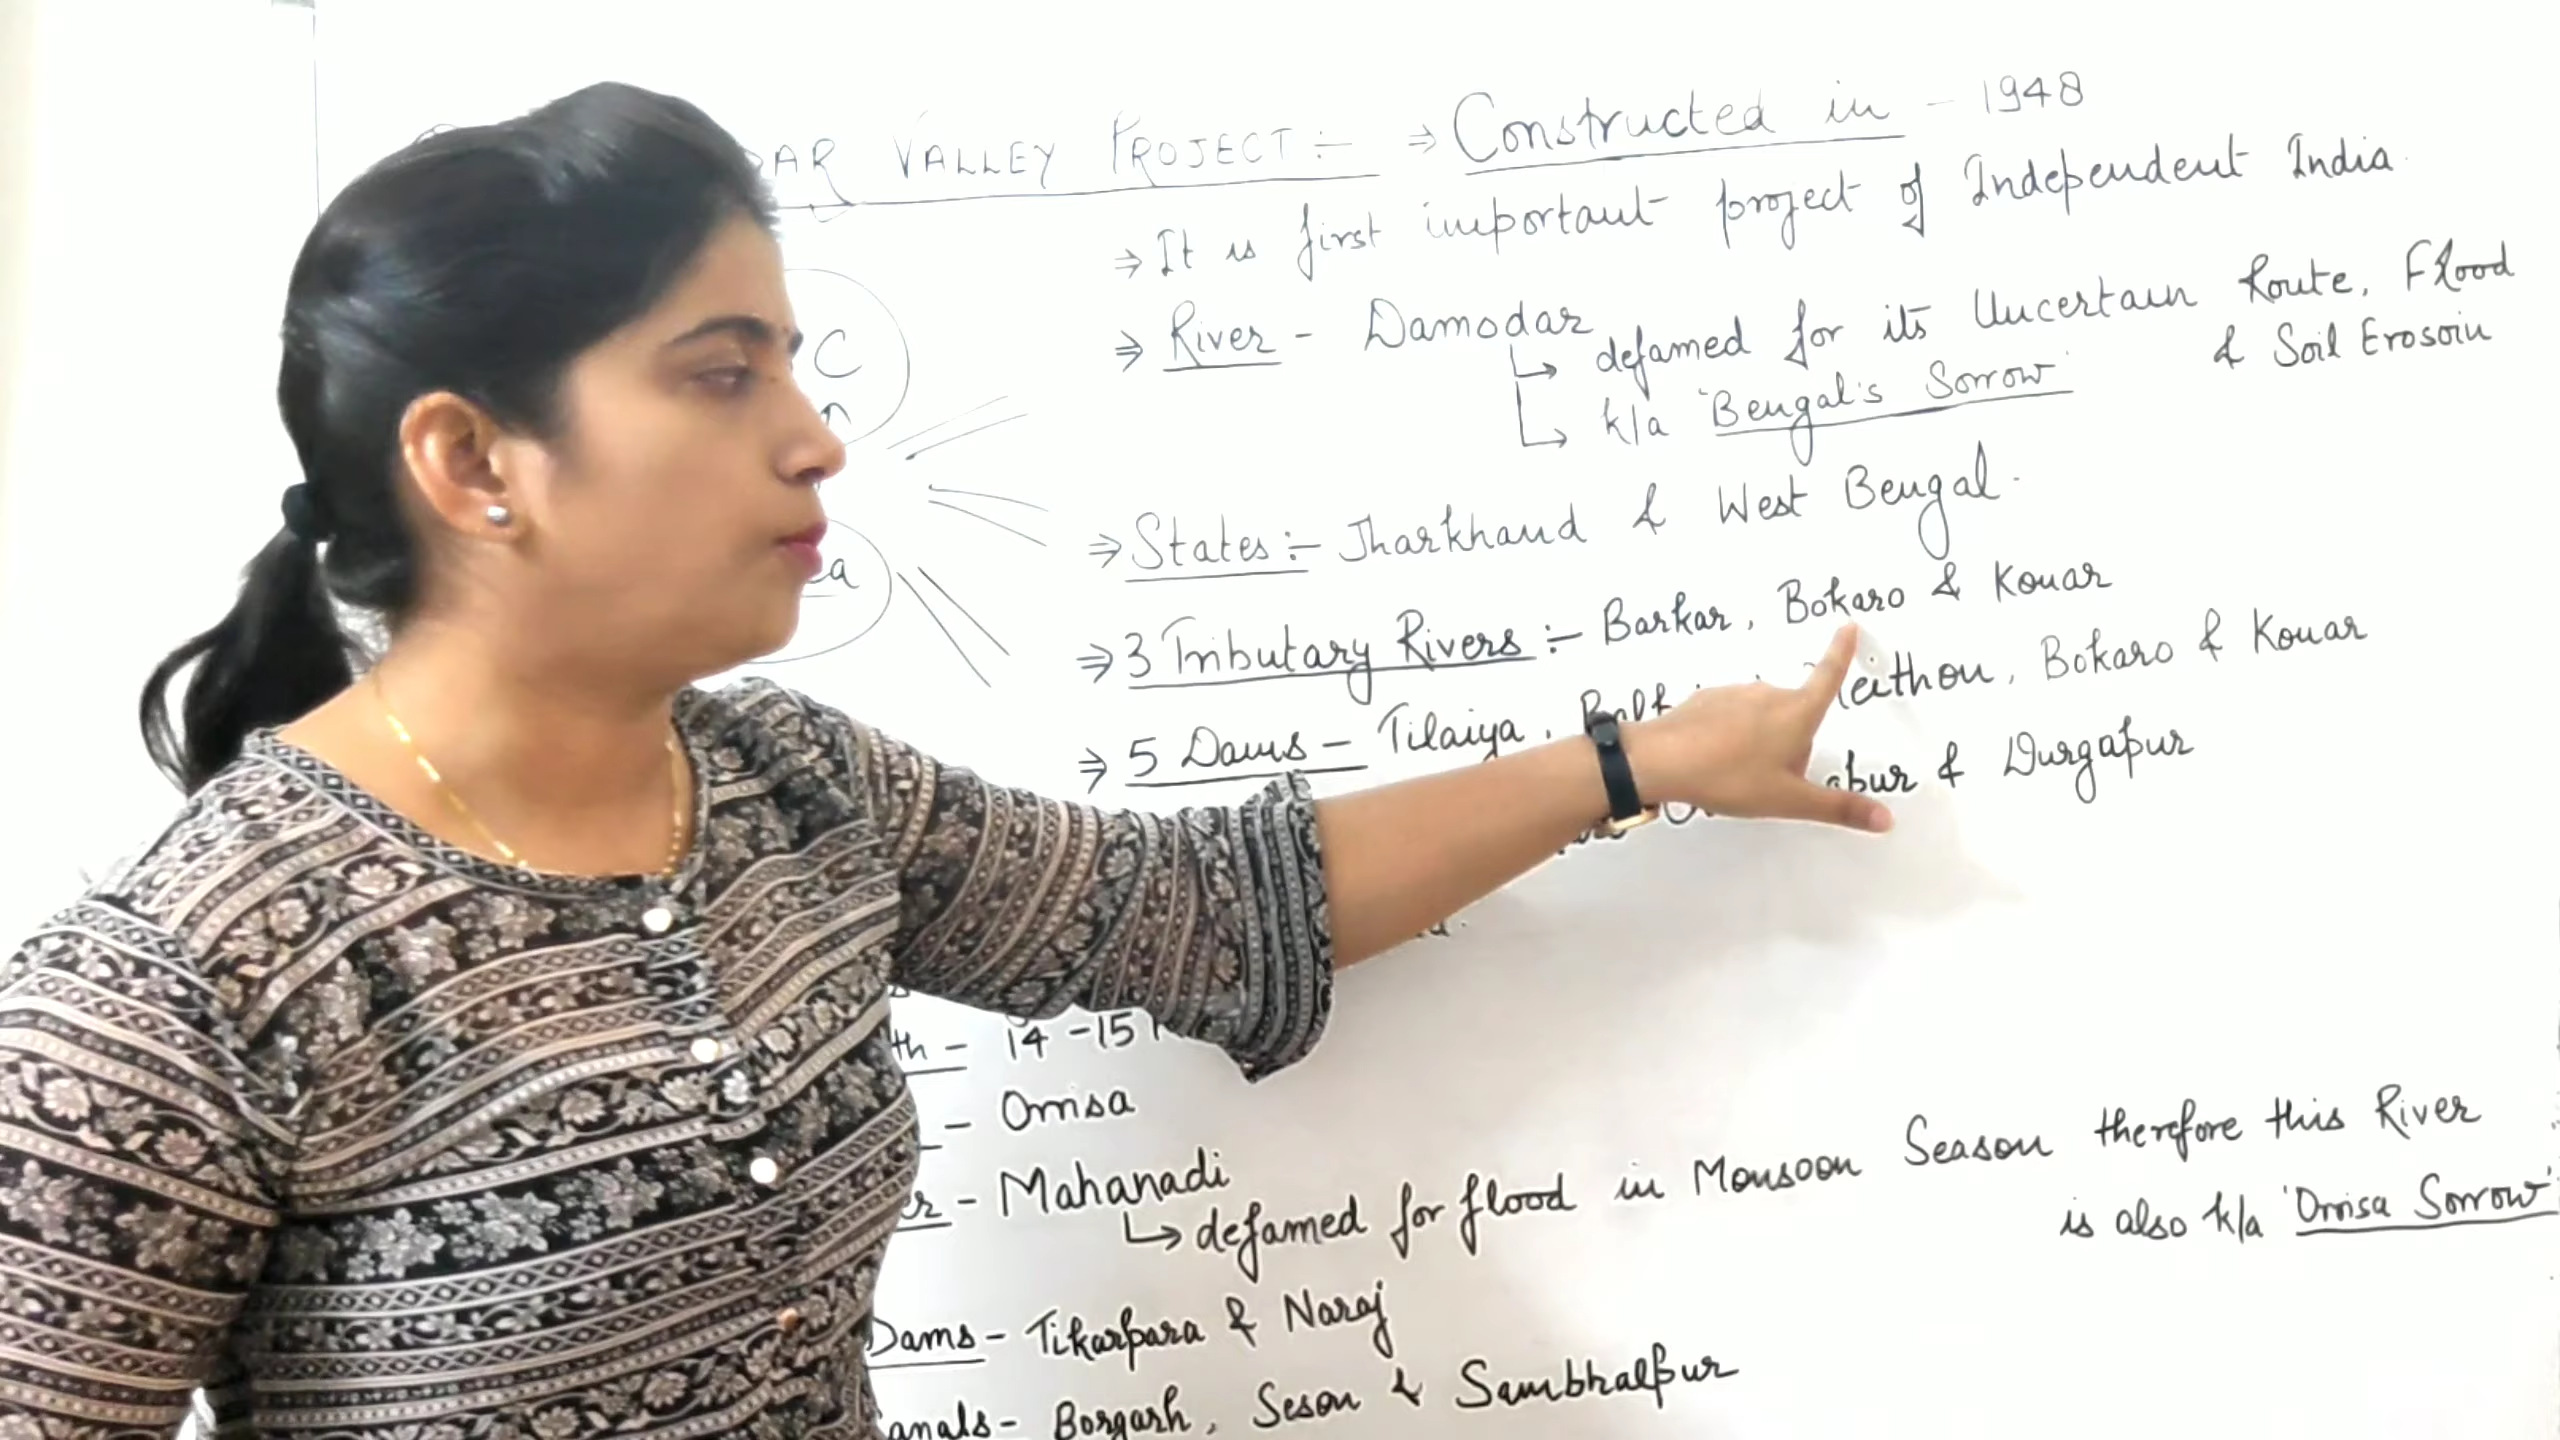 VALLEY PROJECT :- ⇒ Constructed in - 1948
⇒ It is first important project of Independent India
⇒ River - Damodar
↳ defamed for its Uncertain Route, Flood
& Soil Erosoin
↳ k/a 'Bengal's Sorrow'
⇒ States :- Jharkhand & West Bengal.
⇒ 3 Tributary Rivers :- Barkar, Bokaro & Konar
⇒ 5 Dams - Tilaiya, Bokaro & Konar
& Durgapur
C
14 - 15
- Orrisa
- Mahanadi
↳ defamed for flood in Monsoon Season therefore this River
is also k/a 'Orrisa Sorrow'
Dams - Tikarpara & Naraj
Borgarh, Seson & Sambhalpur